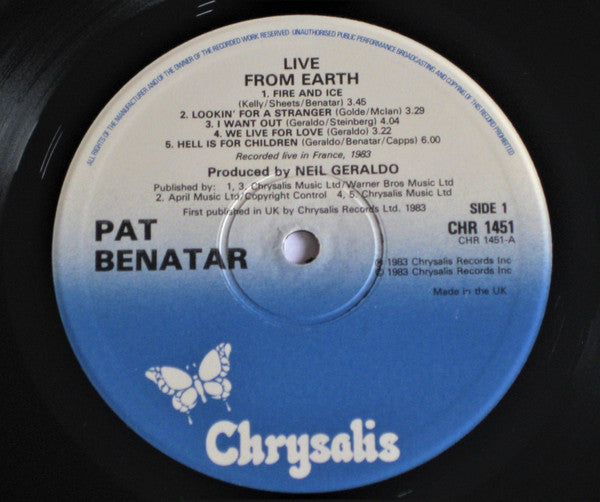 ALL RIGHTS OF THE MANUFACTURER AND OF THE OWNER OF THE RECORDED WORK RESERVED · UNAUTHORISED PUBLIC PERFORMANCE BROADCASTING AND COPYING OF THIS RECORD PROHIBITED
LIVE
FROM EARTH
1. FIRE AND ICE
(Kelly/Sheets/Benatar) 3.45
2. LOOKIN' FOR A STRANGER (Golde/McIan) 3.29
3. I WANT OUT (Geraldo/Steinberg) 4.04
4. WE LIVE FOR LOVE (Geraldo) 3.22
5. HELL IS FOR CHILDREN (Geraldo/Benatar/Capps) 6.00
Recorded live in France, 1983
Produced by NEIL GERALDO
Published by: 1, 3. Chrysalis Music Ltd/Warner Bros Music Ltd
2. April Music Ltd/Copyright Control 4, 5. Chrysalis Music Ltd
First published in UK by Chrysalis Records Ltd. 1983
SIDE 1
CHR 1451
CHR 1451-A
PAT
BENATAR
℗ 1983 Chrysalis Records Inc
© 1983 Chrysalis Records Inc
Made in the UK
Chrysalis